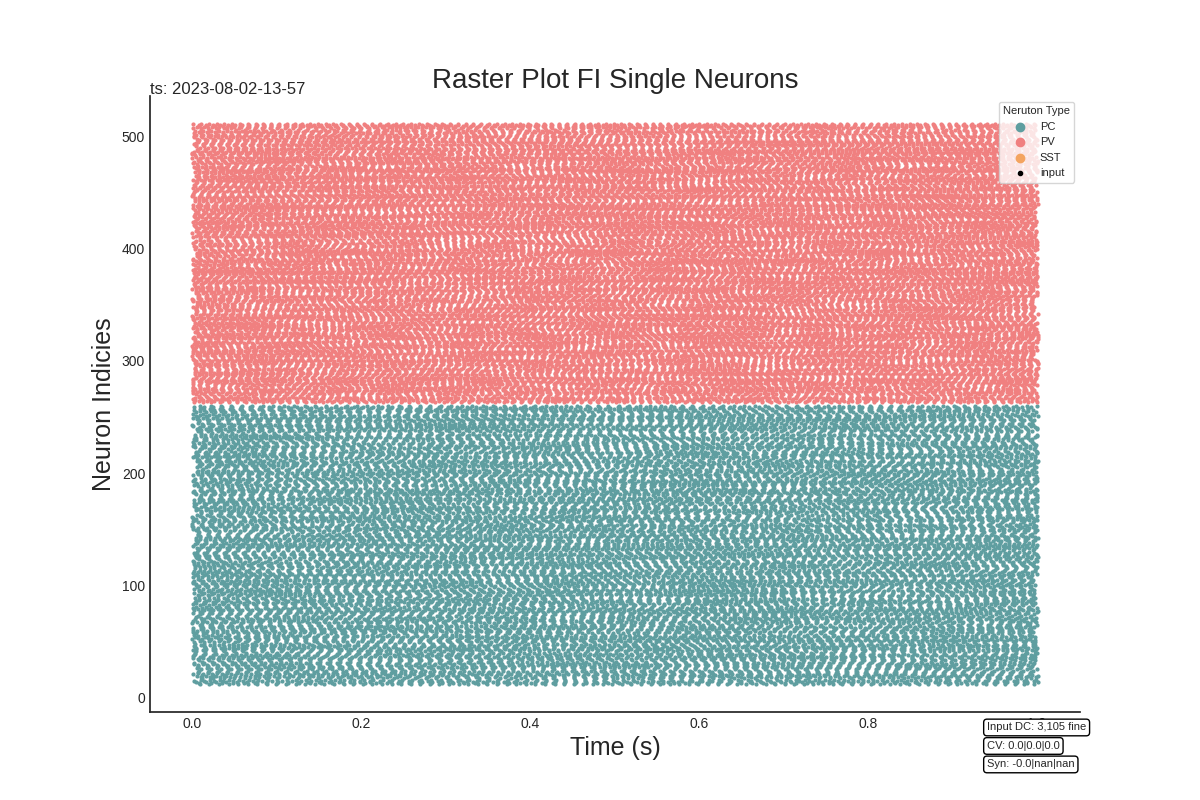 Raster Plot FI Single Neurons
ts: 2023-08-02-13-57
Neruton Type
PC
PV
SST
input
500
400
300
200
100
0
Neuron Indicies
0.0 0.2 0.4 0.6 0.8
Time (s)
Input DC: 3,105 fine
CV: 0.0|0.0|0.0
Syn: -0.0|nan|nan